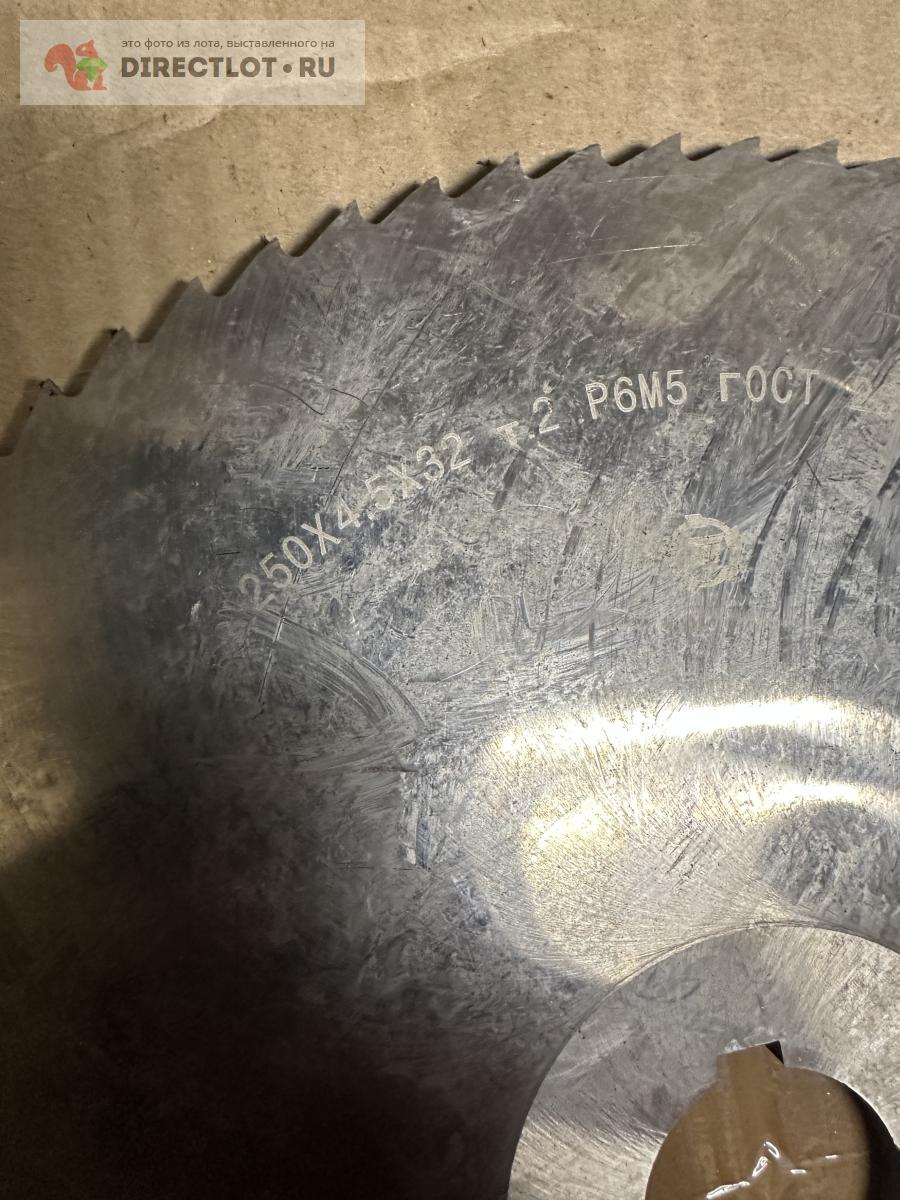 это фото из лота, выставленного на
DIRECTLOT•RU
250X4.5X32 т.2 Р6М5 гОСТ